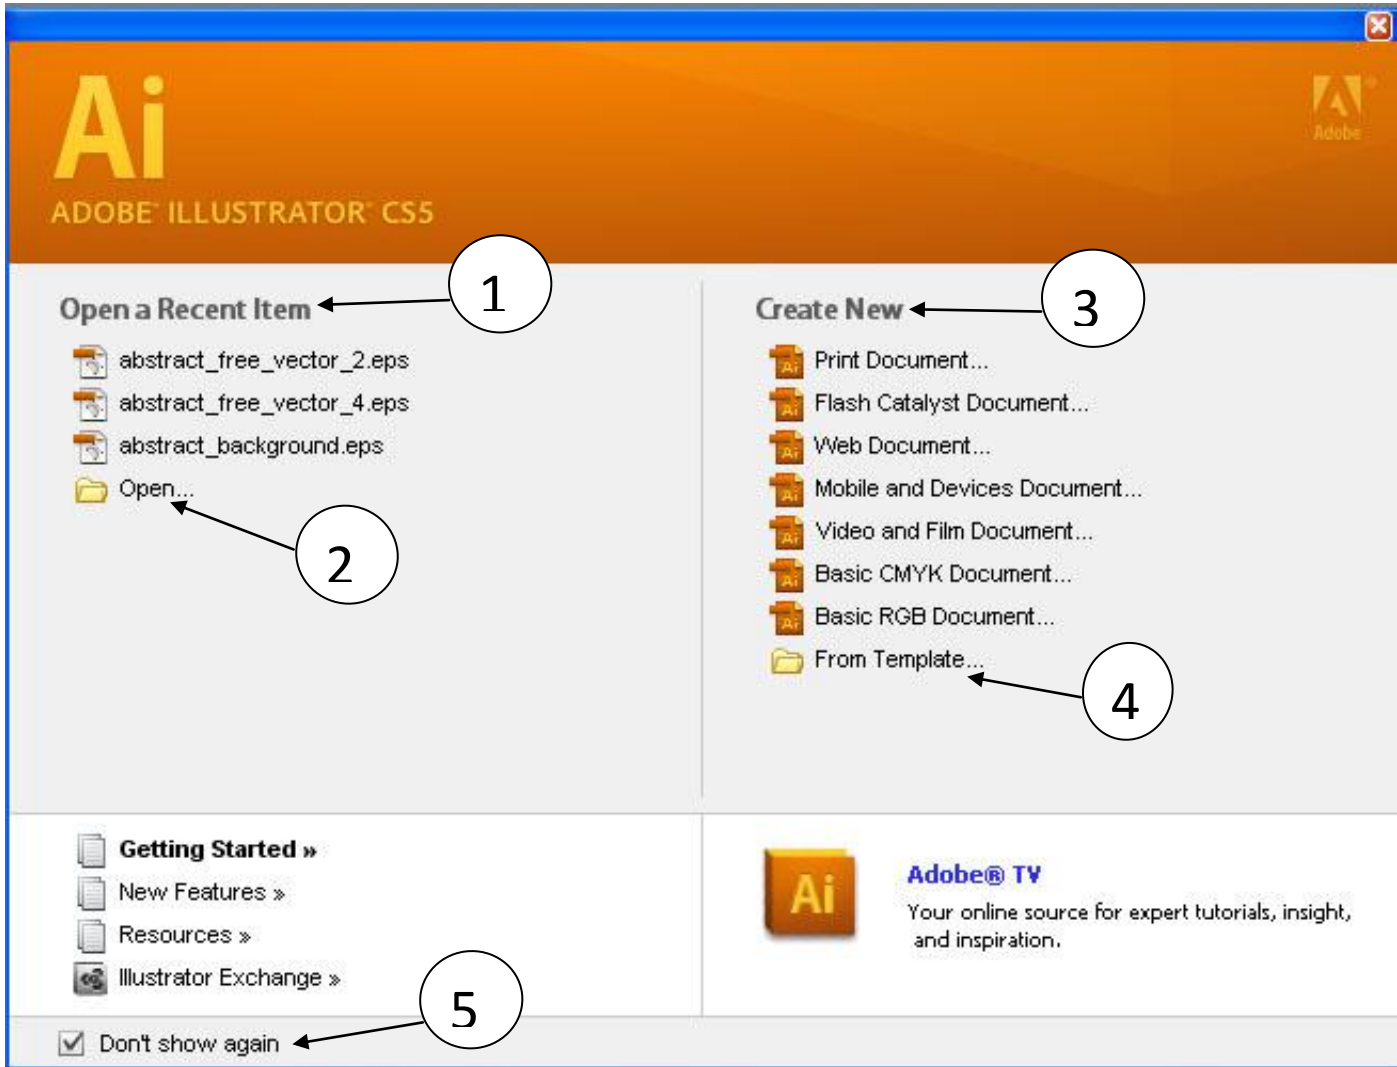 Ai
ADOBE® ILLUSTRATOR® CS5
Adobe
Open a Recent Item
1
abstract_free_vector_2.eps
abstract_free_vector_4.eps
abstract_background.eps
Open...
2
Create New
3
Print Document...
Flash Catalyst Document...
Web Document...
Mobile and Devices Document...
Video and Film Document...
Basic CMYK Document...
Basic RGB Document...
From Template...
4
Getting Started »
New Features »
Resources »
Illustrator Exchange »
Ai
Adobe® TV
Your online source for expert tutorials, insight,
and inspiration.
5
Don't show again